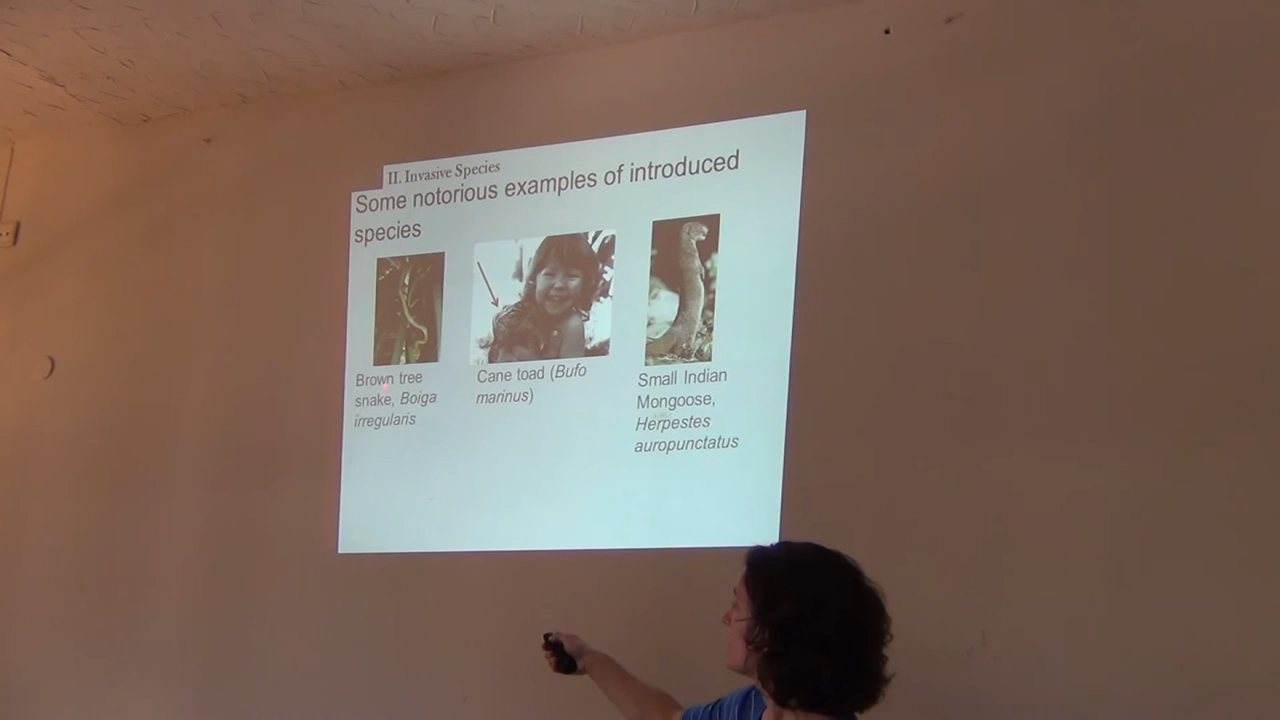 II. Invasive Species
Some notorious examples of introduced
species
Brown tree
snake, Boiga
irregularis
Cane toad (Bufo
marinus)
Small Indian
Mongoose,
Herpestes
auropunctatus